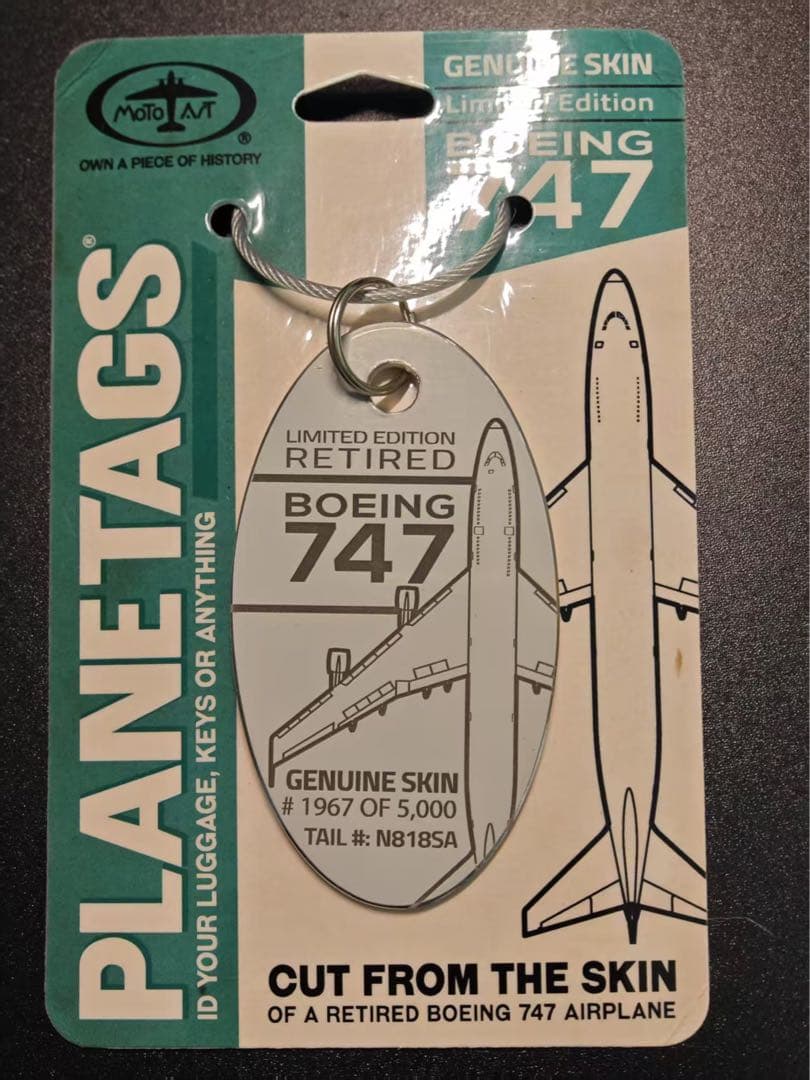 MOTOART
®
OWN A PIECE OF HISTORY
GENUINE SKIN
Limited Edition
BOEING
747
PLANETAGS®
ID YOUR LUGGAGE, KEYS OR ANYTHING
LIMITED EDITION
RETIRED
BOEING
747
GENUINE SKIN
# 1967 OF 5,000
TAIL #: N818SA
CUT FROM THE SKIN
OF A RETIRED BOEING 747 AIRPLANE